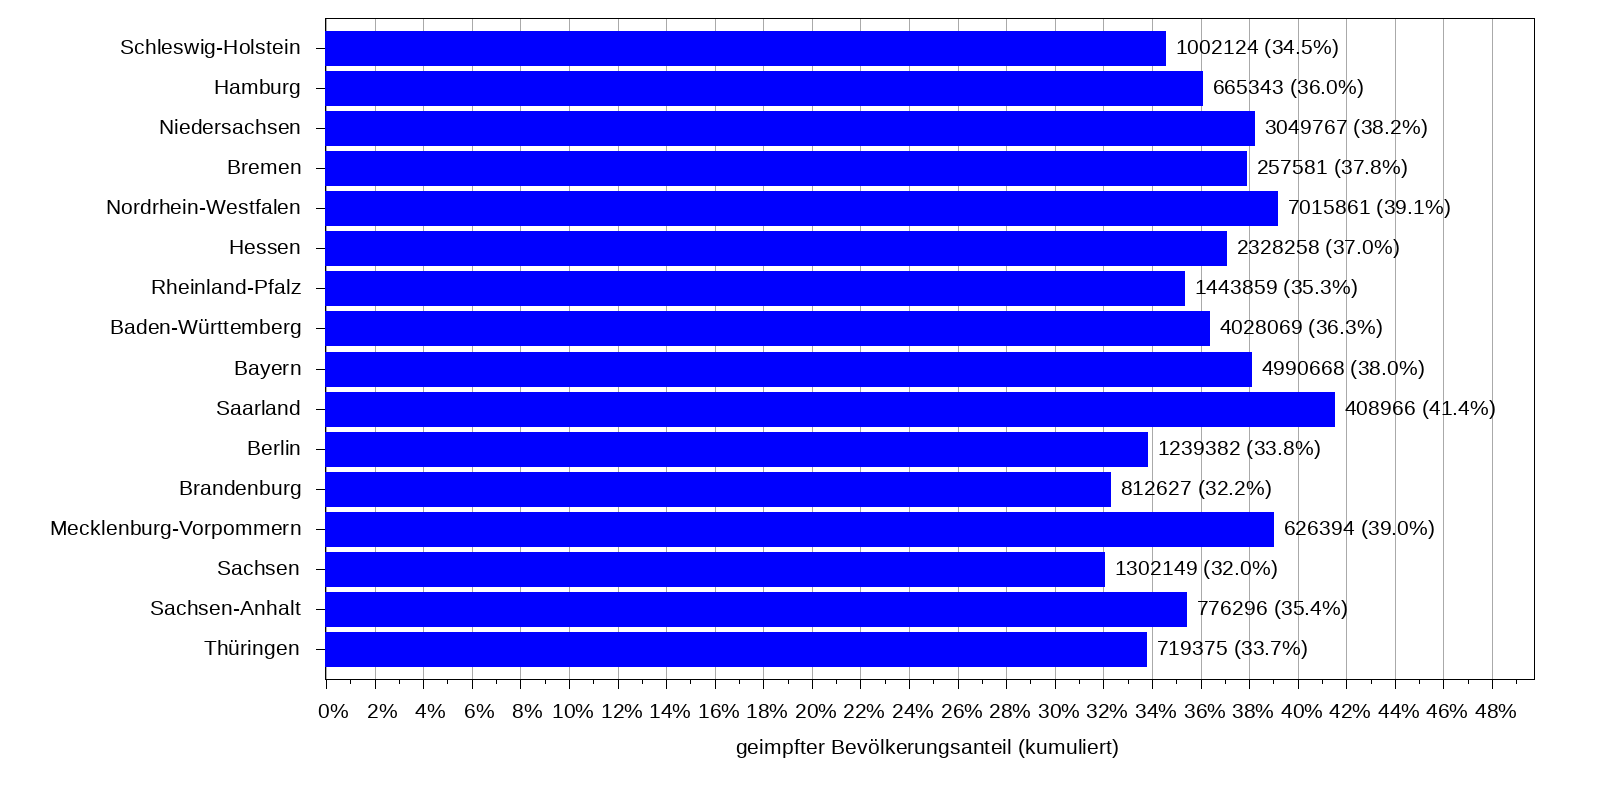 Schleswig-Holstein 1002124 (34.5%)
Hamburg 665343 (36.0%)
Niedersachsen 3049767 (38.2%)
Bremen 257581 (37.8%)
Nordrhein-Westfalen 7015861 (39.1%)
Hessen 2328258 (37.0%)
Rheinland-Pfalz 1443859 (35.3%)
Baden-Württemberg 4028069 (36.3%)
Bayern 4990668 (38.0%)
Saarland 408966 (41.4%)
Berlin 1239382 (33.8%)
Brandenburg 812627 (32.2%)
Mecklenburg-Vorpommern 626394 (39.0%)
Sachsen 1302149 (32.0%)
Sachsen-Anhalt 776296 (35.4%)
Thüringen 719375 (33.7%)
0% 2% 4% 6% 8% 10% 12% 14% 16% 18% 20% 22% 24% 26% 28% 30% 32% 34% 36% 38% 40% 42% 44% 46% 48%
geimpfter Bevölkerungsanteil (kumuliert)